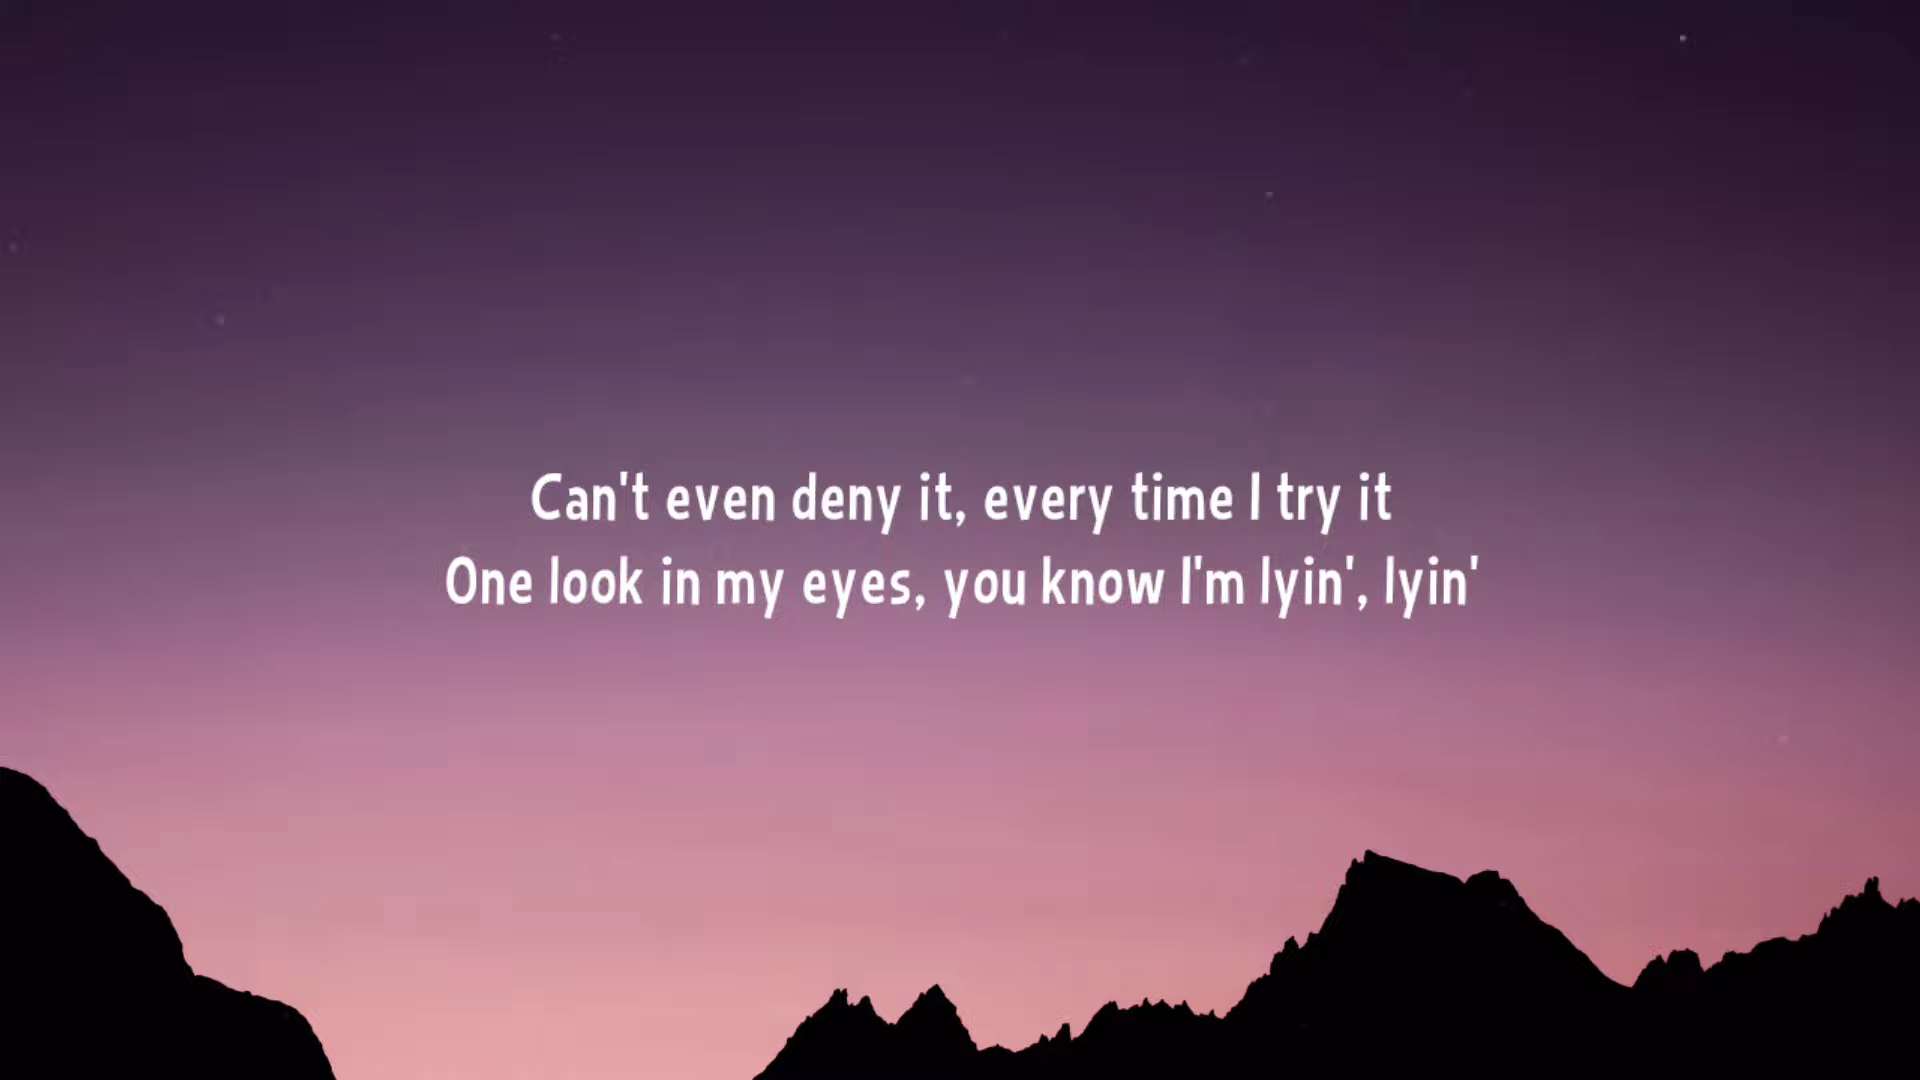 Can't even deny it, every time I try it
One look in my eyes, you know I'm lyin', lyin'